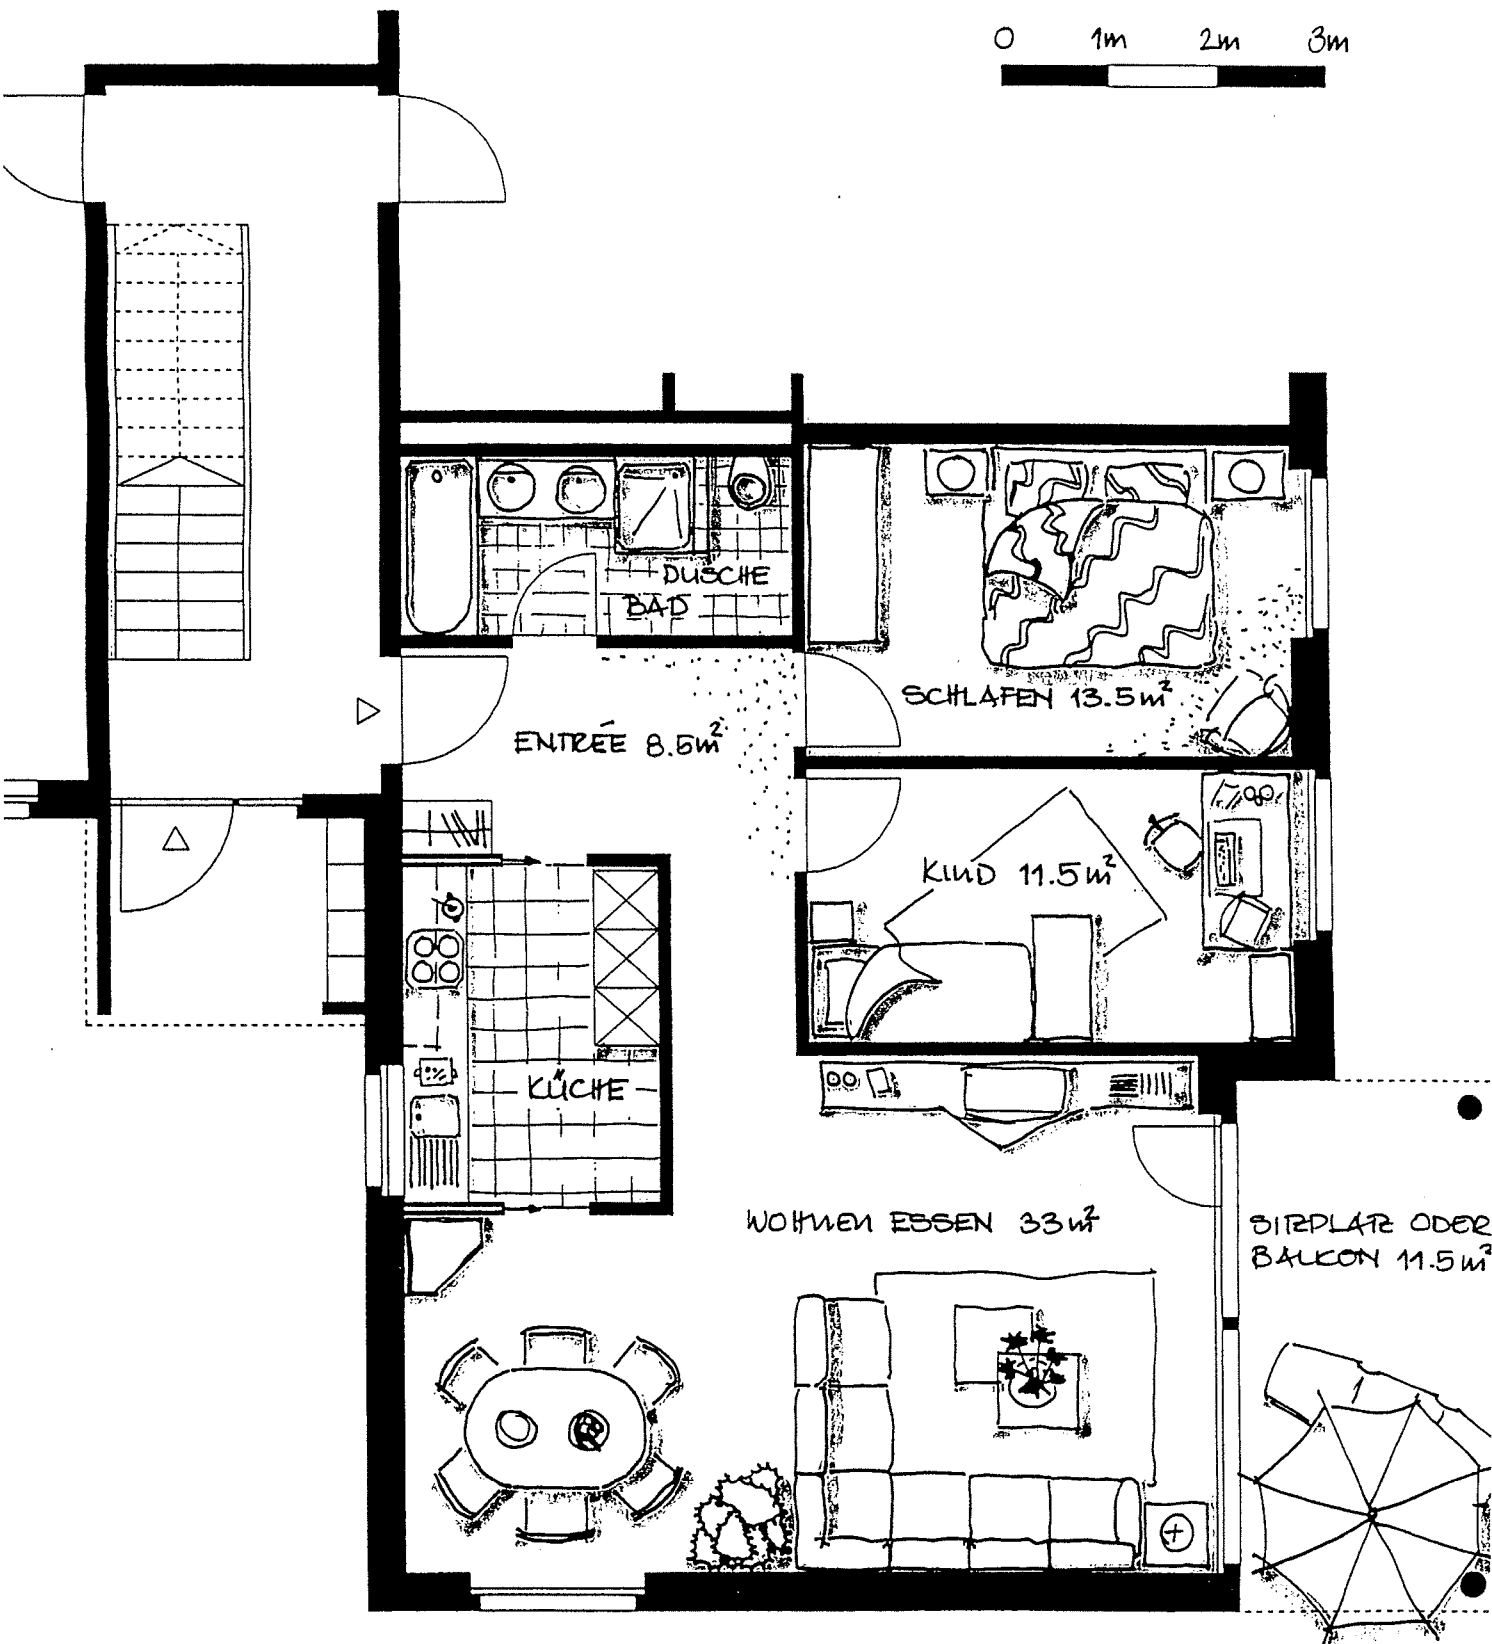 0 1m 2m 3m
DUSCHE
BAD
SCHLAFEN 13.5m²
ENTRÉE 8.5m²
KIND 11.5m²
KÜCHE
WOHNEN ESSEN 33m²
SITZPLATZ ODER
BALKON 11.5m²